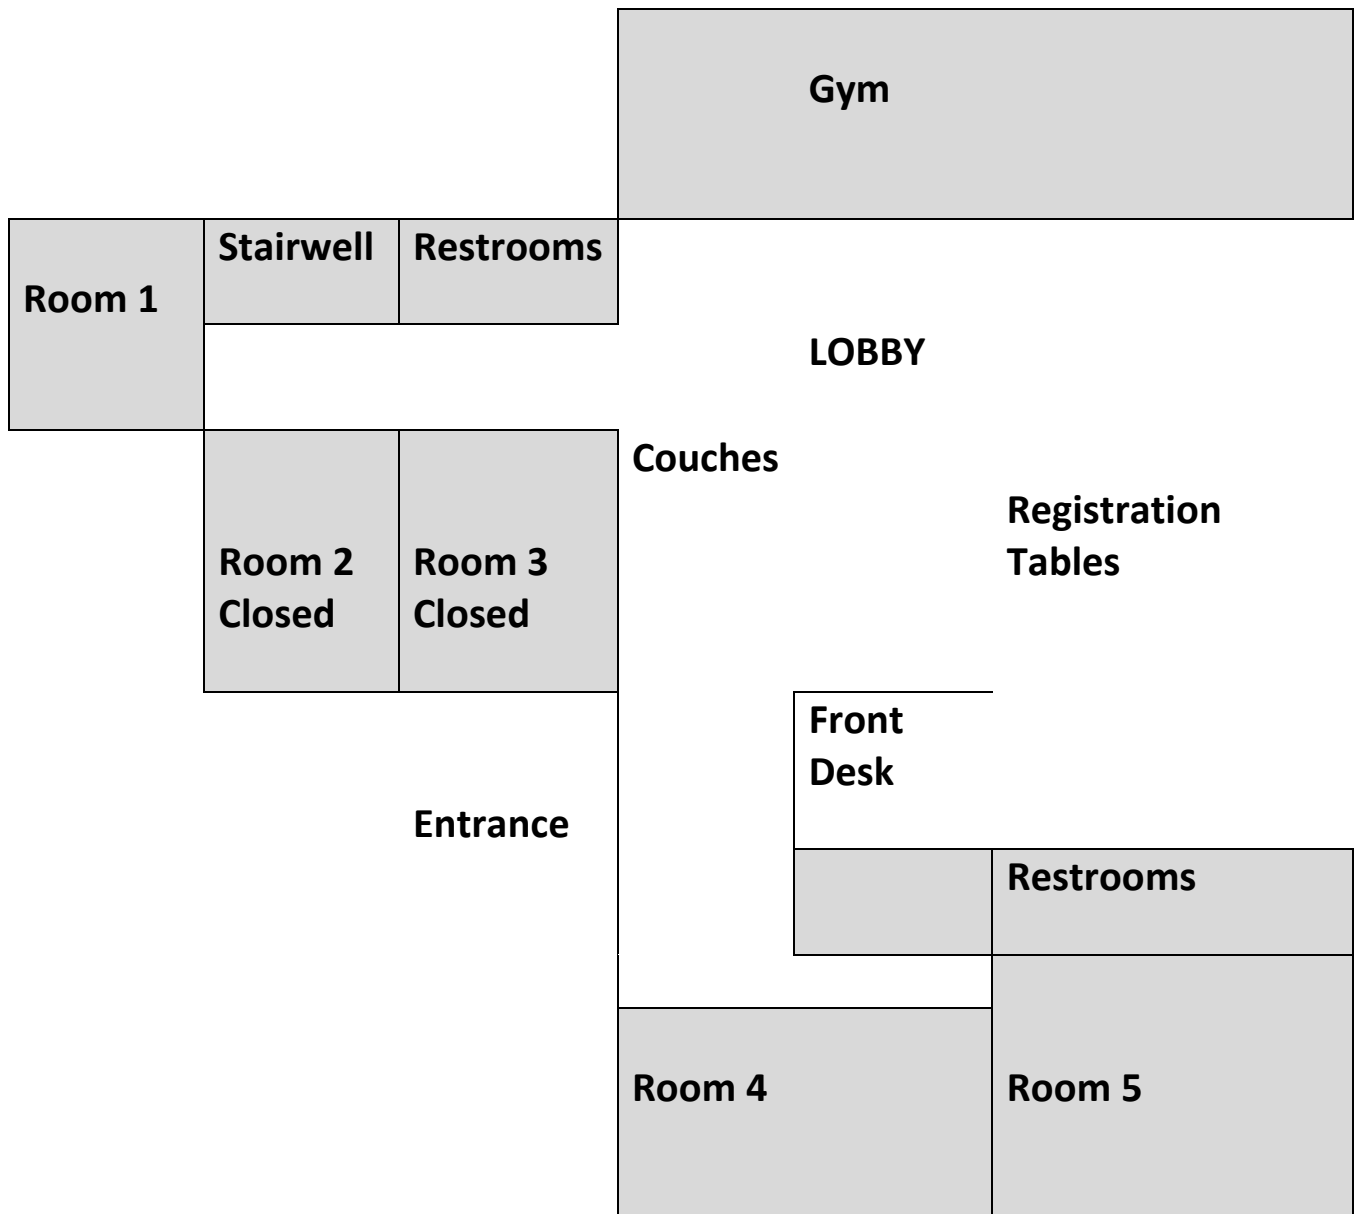 Gym
Stairwell
Restrooms
Room 1
LOBBY
Couches
Registration
Tables
Room 2
Closed
Room 3
Closed
Front
Desk
Entrance
Restrooms
Room 4
Room 5